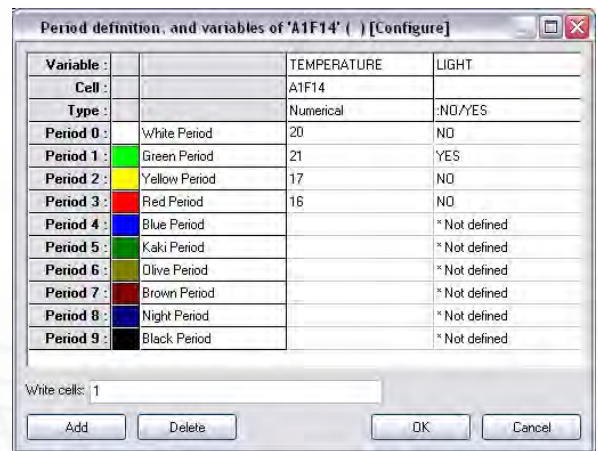 Period definition, and variables of 'A1F14' ( ) [Configure]
Variable : TEMPERATURE LIGHT
Cell : A1F14
Type : Numerical :NO/YES
Period 0 : White Period 20 NO
Period 1 : Green Period 21 YES
Period 2 : Yellow Period 17 NO
Period 3 : Red Period 16 NO
Period 4 : Blue Period * Not defined
Period 5 : Kaki Period * Not defined
Period 6 : Olive Period * Not defined
Period 7 : Brown Period * Not defined
Period 8 : Night Period * Not defined
Period 9 : Black Period * Not defined
Write cells: 1
Add Delete OK Cancel